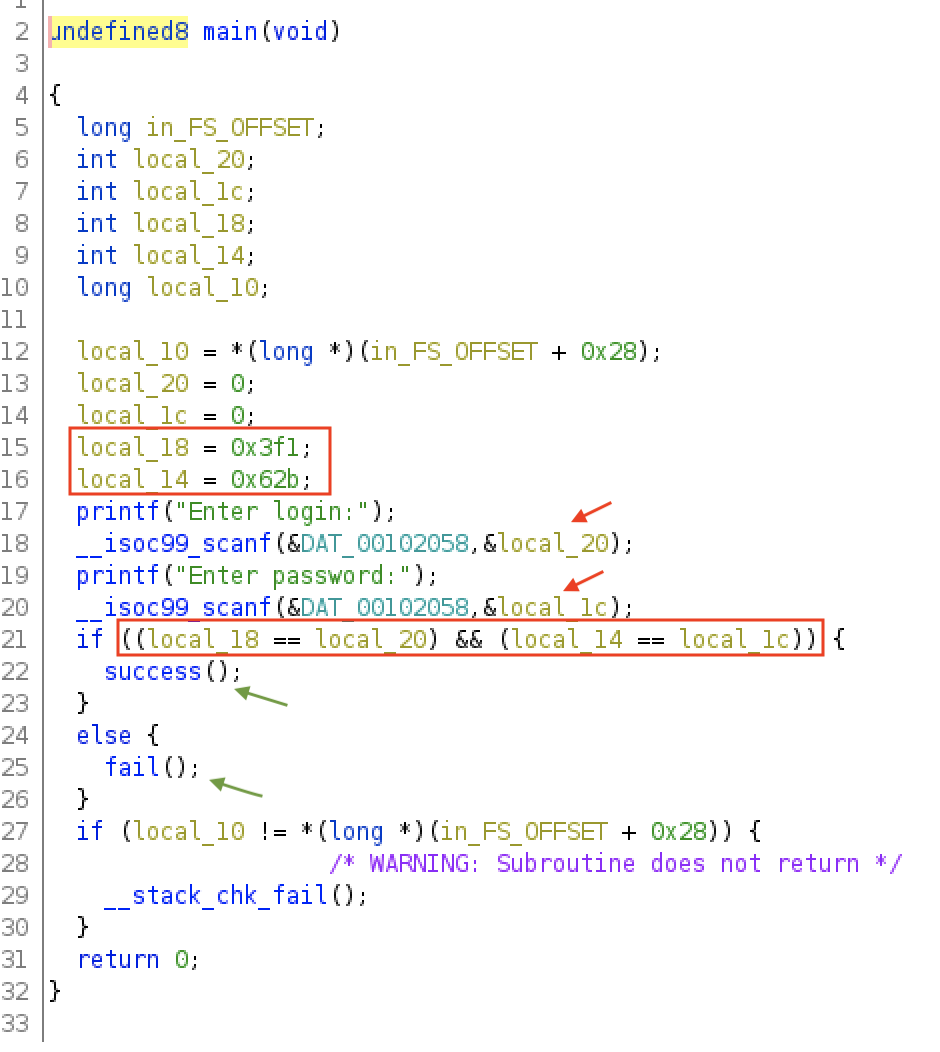 1
2 undefined8 main(void)
3
4 {
5 long in_FS_OFFSET;
6 int local_20;
7 int local_1c;
8 int local_18;
9 int local_14;
10 long local_10;
11
12 local_10 = *(long *)(in_FS_OFFSET + 0x28);
13 local_20 = 0;
14 local_1c = 0;
15 local_18 = 0x3f1;
16 local_14 = 0x62b;
17 printf("Enter login:");
18 __isoc99_scanf(&DAT_00102058,&local_20);
19 printf("Enter password:");
20 __isoc99_scanf(&DAT_00102058,&local_1c);
21 if ((local_18 == local_20) && (local_14 == local_1c)) {
22 success();
23 }
24 else {
25 fail();
26 }
27 if (local_10 != *(long *)(in_FS_OFFSET + 0x28)) {
28 /* WARNING: Subroutine does not return */
29 __stack_chk_fail();
30 }
31 return 0;
32 }
33